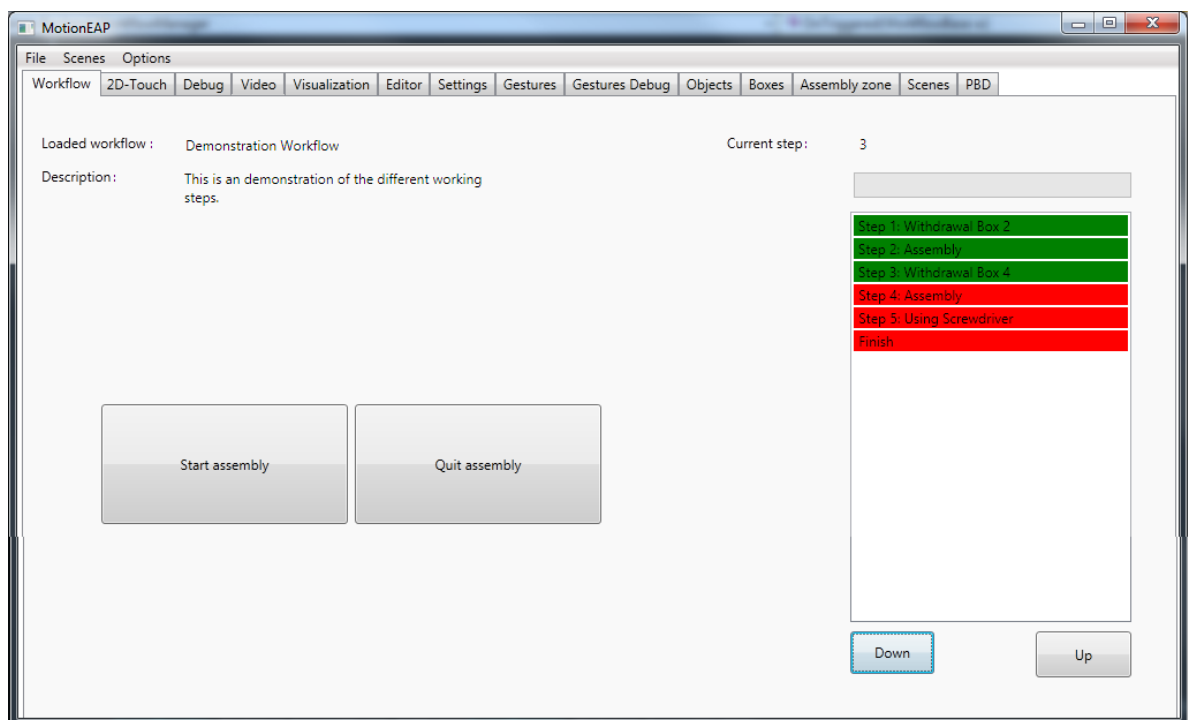 MotionEAP
File Scenes Options
Workflow 2D-Touch Debug Video Visualization Editor Settings Gestures Gestures Debug Objects Boxes Assembly zone Scenes PBD
Loaded workflow : Demonstration Workflow Current step: 3
Description: This is an demonstration of the different working
steps.
Step 1: Withdrawal Box 2
Step 2: Assembly
Step 3: Withdrawal Box 4
Step 4: Assembly
Step 5: Using Screwdriver
Finish
Start assembly Quit assembly
Down Up